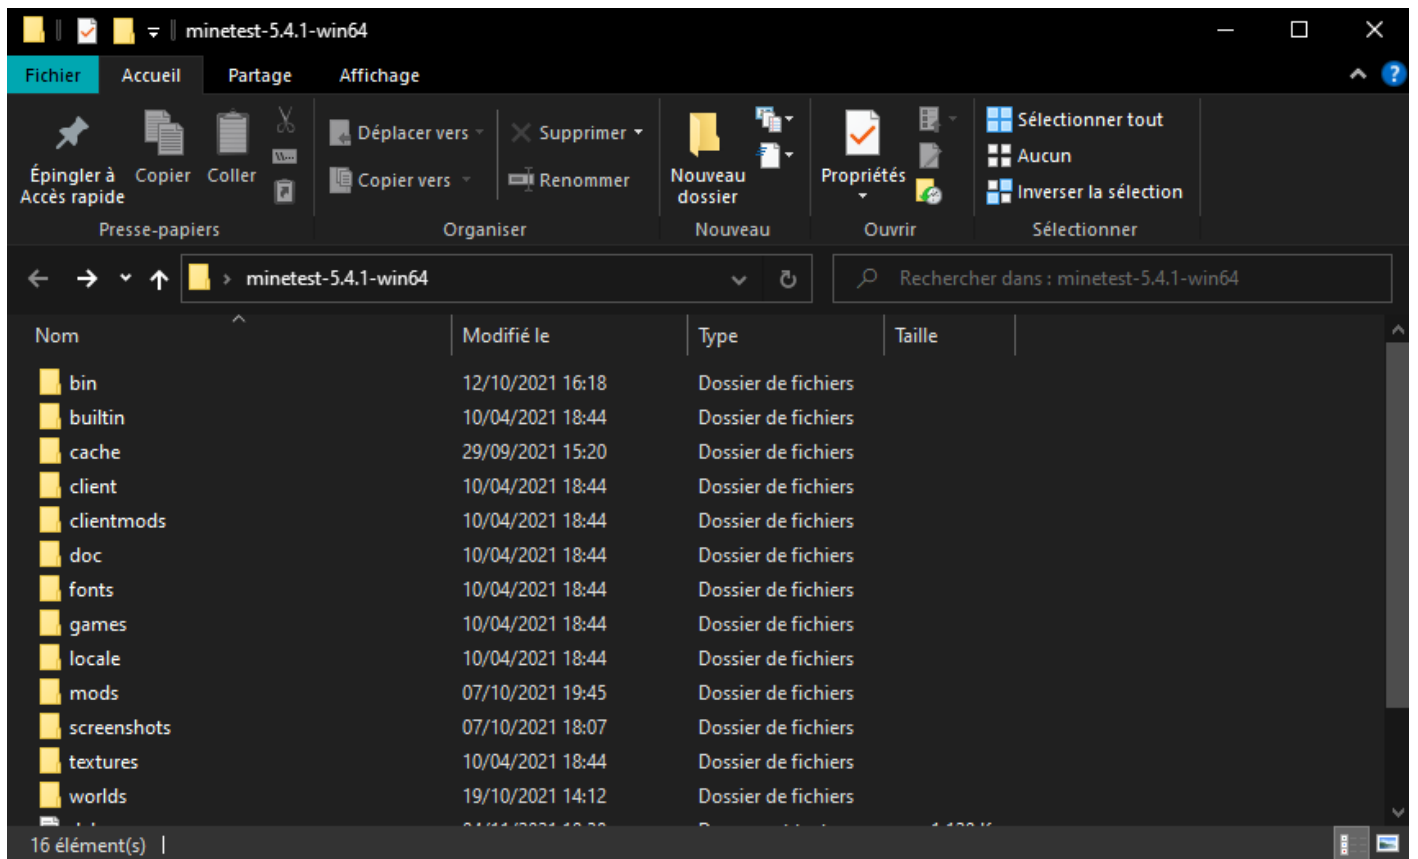 minetest-5.4.1-win64
Fichier Accueil Partage Affichage
Épingler à Accès rapide Copier Coller
Déplacer vers Supprimer
Copier vers Renommer
Nouveau dossier Propriétés
Sélectionner tout
Aucun
Inverser la sélection
Presse-papiers Organiser Nouveau Ouvrir Sélectionner
minetest-5.4.1-win64 Rechercher dans : minetest-5.4.1-win64
Nom Modifié le Type Taille
bin 12/10/2021 16:18 Dossier de fichiers
builtin 10/04/2021 18:44 Dossier de fichiers
cache 29/09/2021 15:20 Dossier de fichiers
client 10/04/2021 18:44 Dossier de fichiers
clientmods 10/04/2021 18:44 Dossier de fichiers
doc 10/04/2021 18:44 Dossier de fichiers
fonts 10/04/2021 18:44 Dossier de fichiers
games 10/04/2021 18:44 Dossier de fichiers
locale 10/04/2021 18:44 Dossier de fichiers
mods 07/10/2021 19:45 Dossier de fichiers
screenshots 07/10/2021 18:07 Dossier de fichiers
textures 10/04/2021 18:44 Dossier de fichiers
worlds 19/10/2021 14:12 Dossier de fichiers
16 élément(s)